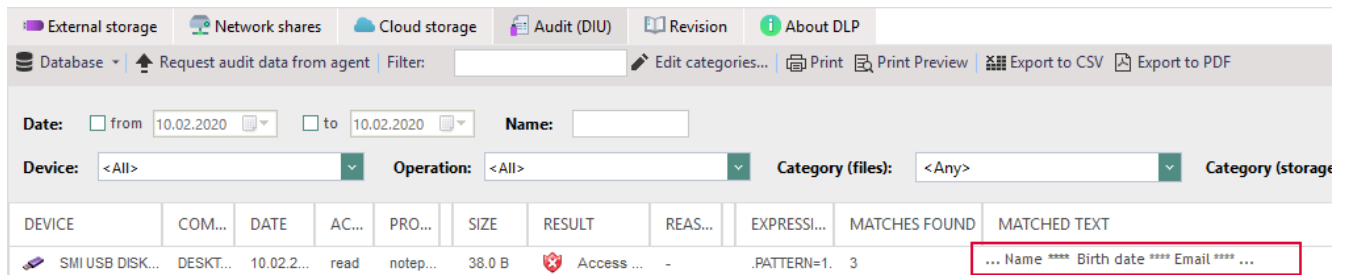 External storage Network shares Cloud storage Audit (DIU) Revision About DLP
Database Request audit data from agent Filter: Edit categories... Print Print Preview Export to CSV Export to PDF
Date: from 10.02.2020 to 10.02.2020 Name:
Device: <All> Operation: <All> Category (files): <Any> Category (storage
DEVICE COM... DATE AC... PRO... SIZE RESULT REAS... EXPRESSI... MATCHES FOUND MATCHED TEXT
SMI USB DISK... DESKT... 10.02.2... read notep... 38.0 B Access ... - .PATTERN=1. 3 ... Name **** Birth date **** Email **** ...